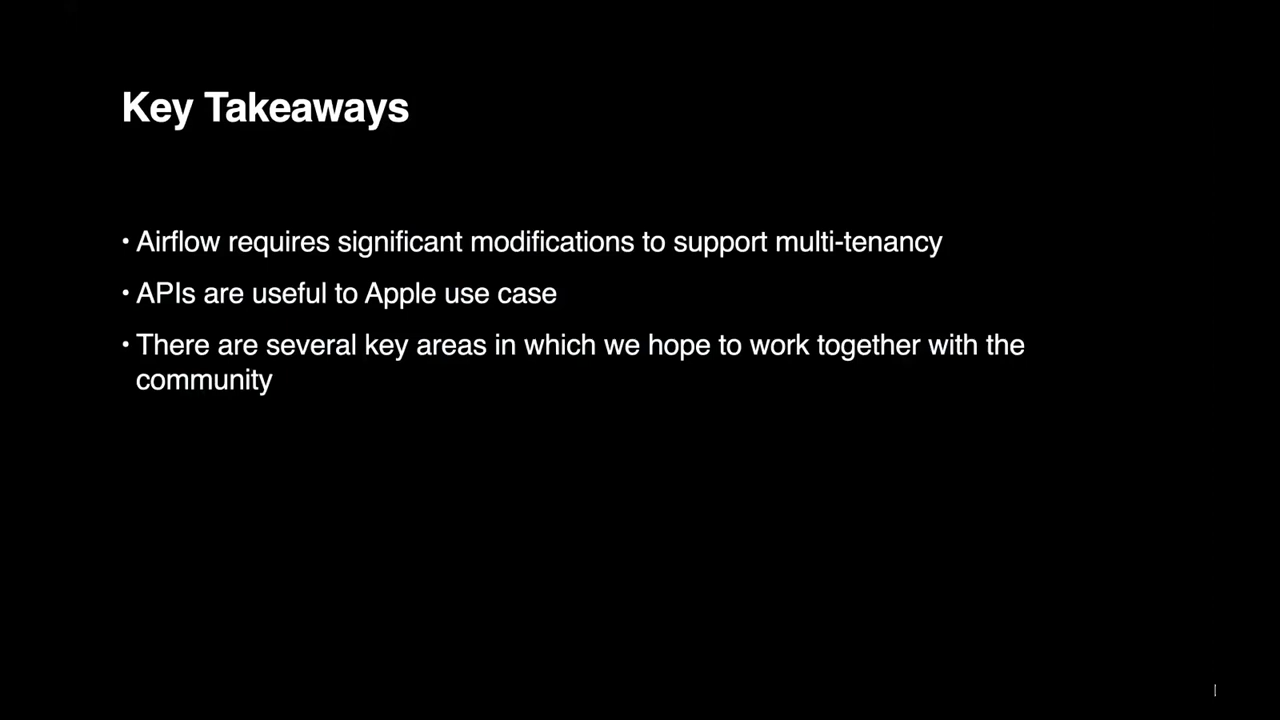 Key Takeaways
• Airflow requires significant modifications to support multi-tenancy
• APIs are useful to Apple use case
• There are several key areas in which we hope to work together with the
community